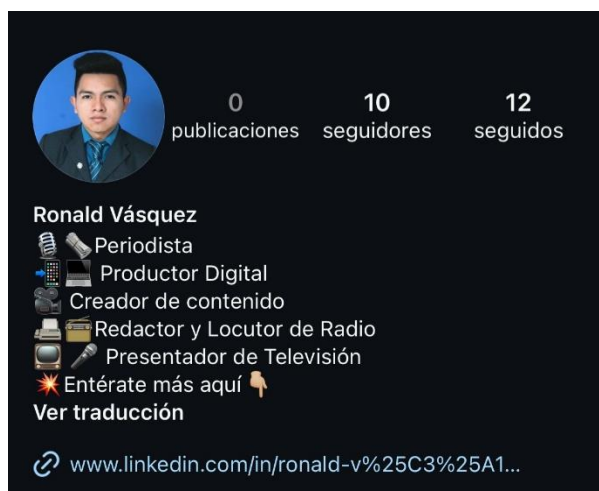 0 10 12
publicaciones seguidores seguidos
Ronald Vásquez
🎙️🗞️Periodista
📲💻 Productor Digital
🎥 Creador de contenido
📠📻Redactor y Locutor de Radio
📺🎤 Presentador de Televisión
💥Entérate más aquí 👇🏼
Ver traducción
www.linkedin.com/in/ronald-v%25C3%25A1...